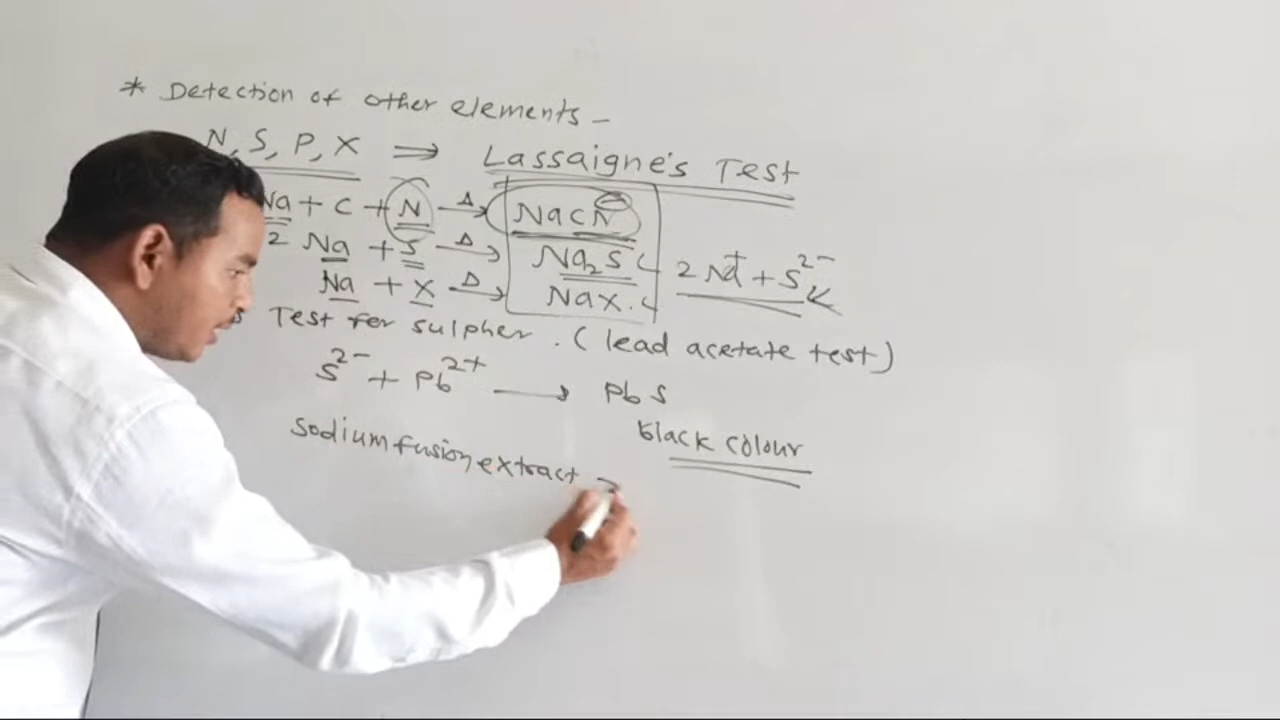 * Detection of other elements -
N, S, P, X ⇒ Lassaigne's Test
Na + C + N —Δ→ NaCN
2 Na + S —Δ→ Na₂S 2 Na⁺ + S²⁻
Na + X —Δ→ NaX.
Test for sulpher. (lead acetate test)
S²⁻ + Pb²⁺ ⟶ PbS
black colour
Sodium fusion extract